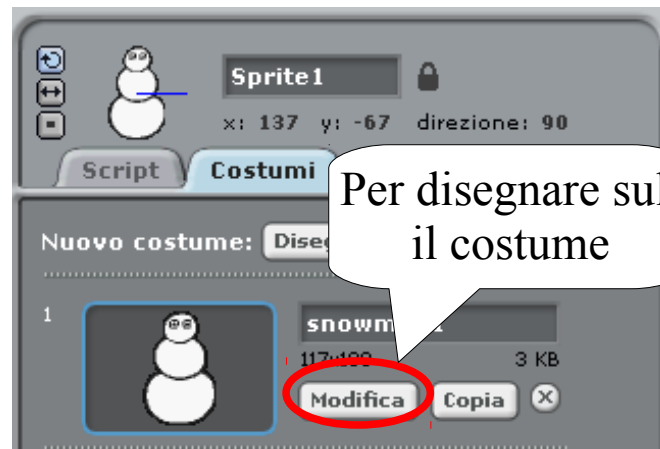 Sprite1
x: 137 y: -67 direzione: 90
Script Costumi
Per disegnare sul
il costume
Nuovo costume:
1
3 KB
Modifica Copia